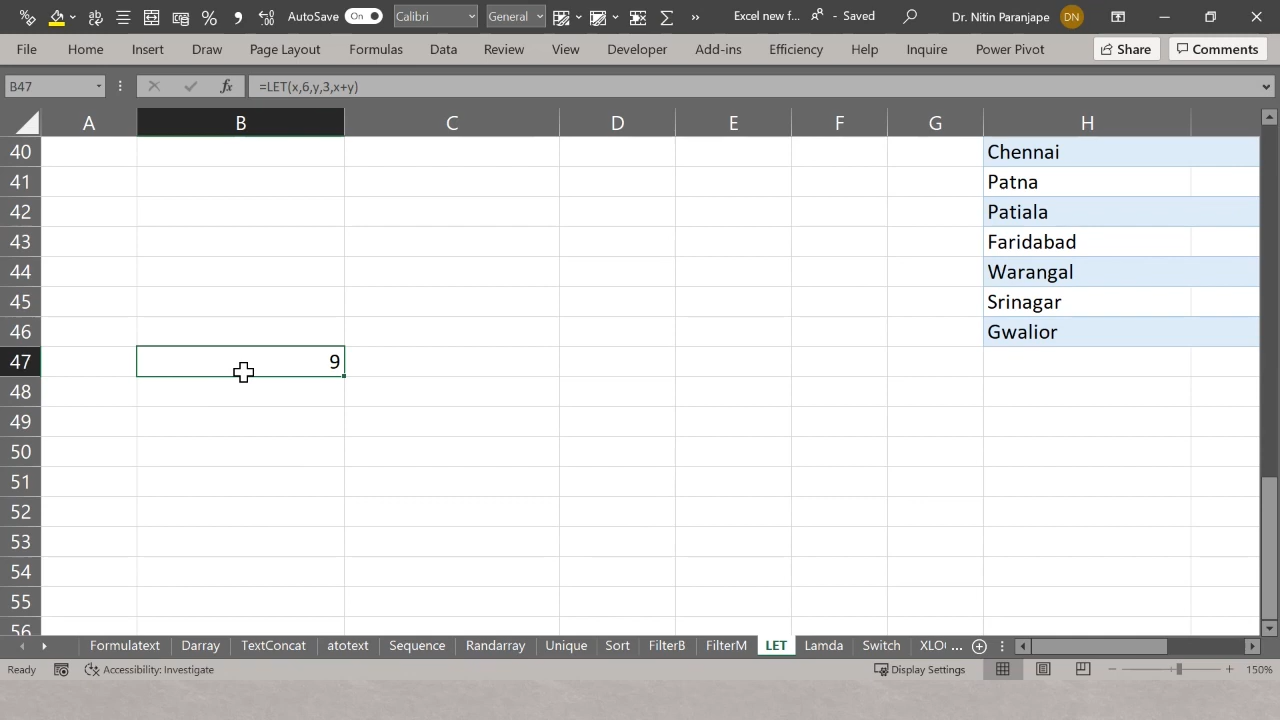 AutoSave On Calibri General Excel new f... - Saved Dr. Nitin Paranjape DN
File Home Insert Draw Page Layout Formulas Data Review View Developer Add-ins Efficiency Help Inquire Power Pivot Share Comments
B47 fx =LET(x,6,y,3,x+y)
A B C D E F G H
40 Chennai
41 Patna
42 Patiala
43 Faridabad
44 Warangal
45 Srinagar
46 Gwalior
47 9
48
49
50
51
52
53
54
55
56
Formulatext Darray TextConcat atotext Sequence Randarray Unique Sort FilterB FilterM LET Lamda Switch XLO ...
Ready Accessibility: Investigate Display Settings 150%